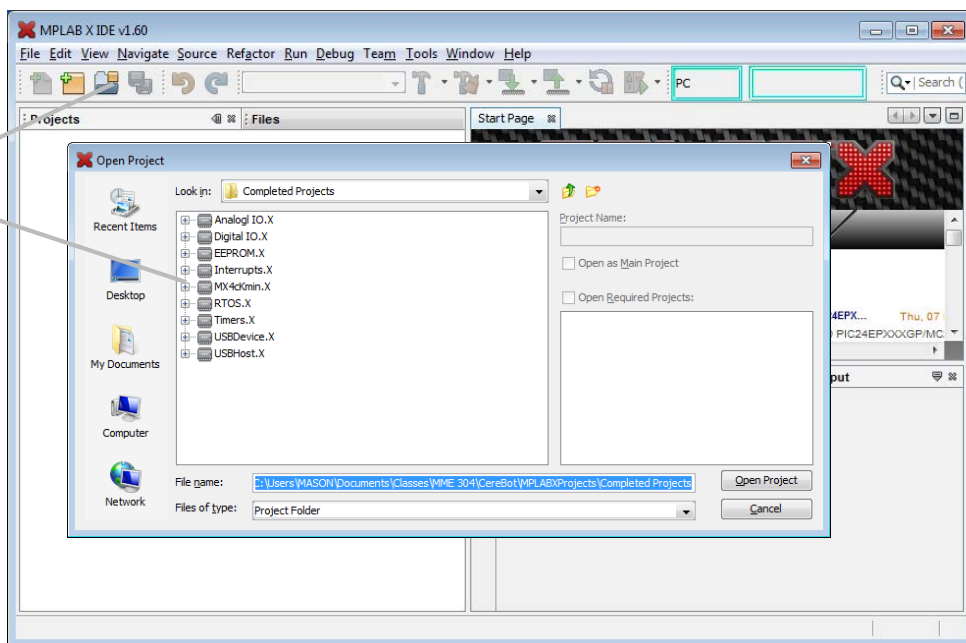 MPLAB X IDE v1.60
File Edit View Navigate Source Refactor Run Debug Team Tools Window Help
PC
Search (
Projects
Files
Start Page
Open Project
Look in:
Completed Projects
Recent Items
Desktop
My Documents
Computer
Network
Analogl IO.X
Digital IO.X
EEPROM.X
Interrupts.X
MX4cKmin.X
RTOS.X
Timers.X
USBDevice.X
USBHost.X
Project Name:
Open as Main Project
Open Required Projects:
File name:
C:\Users\MASON\Documents\Classes\MME 304\CereBot\MPLABXProjects\Completed Projects
Open Project
Files of type:
Project Folder
Cancel
4EPX... Thu, 07
PIC24EPXXXGP/MC
put